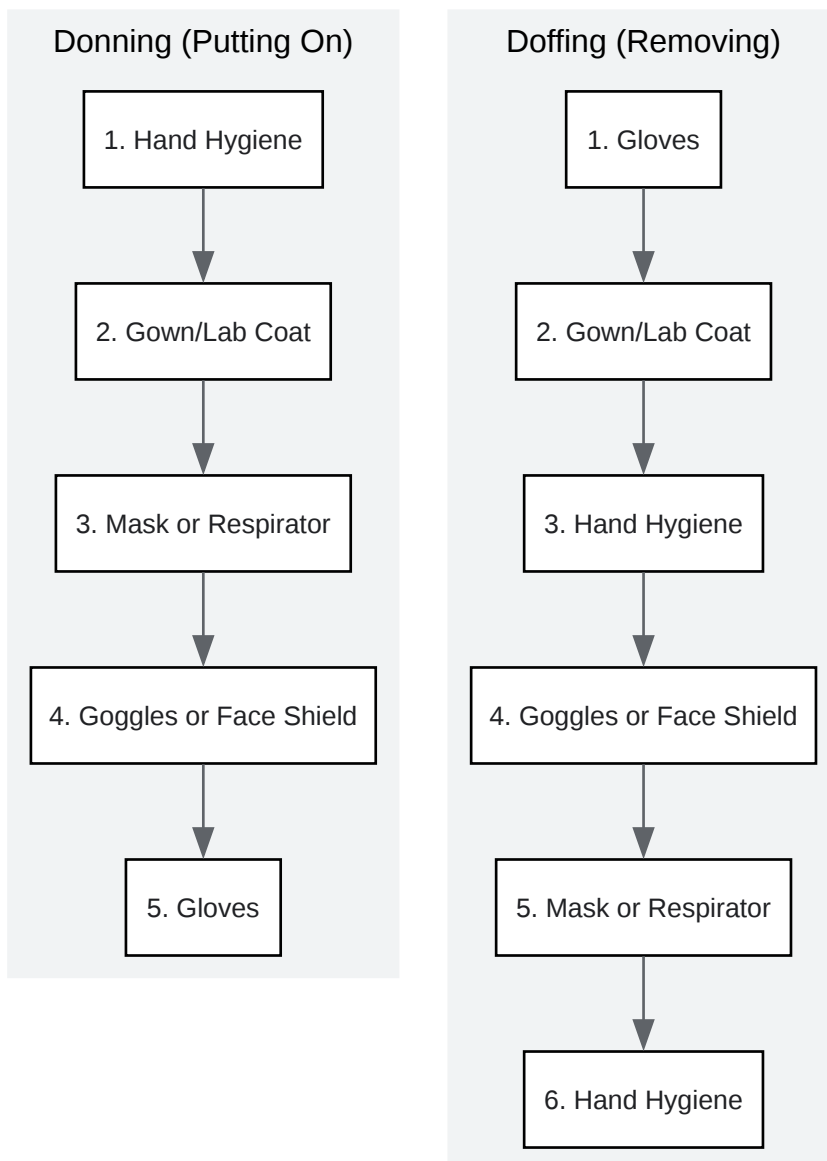 Donning (Putting On)
1. Hand Hygiene
2. Gown/Lab Coat
3. Mask or Respirator
4. Goggles or Face Shield
5. Gloves
Doffing (Removing)
1. Gloves
2. Gown/Lab Coat
3. Hand Hygiene
4. Goggles or Face Shield
5. Mask or Respirator
6. Hand Hygiene